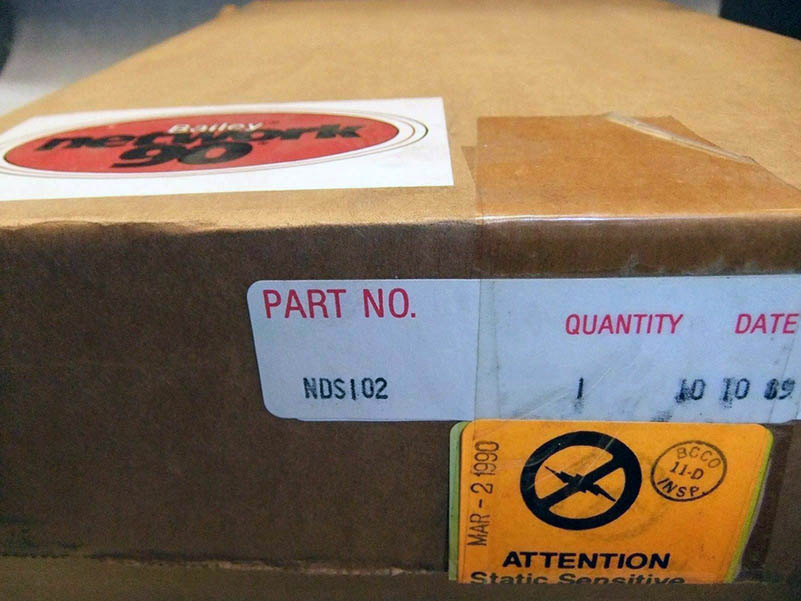 Bailey
network
90
PART NO.
QUANTITY
DATE
NDS102
1
10 10 89
MAR - 2 1990
BCCO
11-D
INSP.
ATTENTION
Static Sensitive